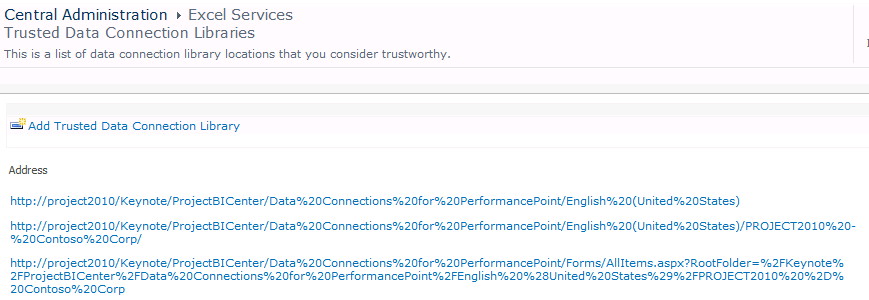 Central Administration ▸ Excel Services
Trusted Data Connection Libraries
This is a list of data connection library locations that you consider trustworthy.
Add Trusted Data Connection Library
Address
http://project2010/Keynote/ProjectBICenter/Data%20Connections%20for%20PerformancePoint/English%20(United%20States)
http://project2010/Keynote/ProjectBICenter/Data%20Connections%20for%20PerformancePoint/English%20(United%20States)/PROJECT2010%20-
%20Contoso%20Corp/
http://project2010/Keynote/ProjectBICenter/Data%20Connections%20for%20PerformancePoint/Forms/AllItems.aspx?RootFolder=%2FKeynote%
2FProjectBICenter%2FData%20Connections%20for%20PerformancePoint%2FEnglish%20%28United%20States%29%2FPROJECT2010%20%2D%
20Contoso%20Corp